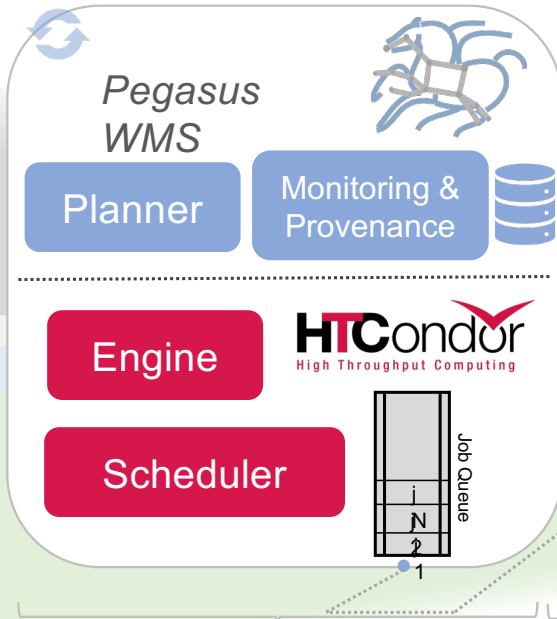 Pegasus
WMS
Planner
Monitoring &
Provenance
Engine
HTCondor
High Throughput Computing
Scheduler
Job Queue
j
N
j
2
1